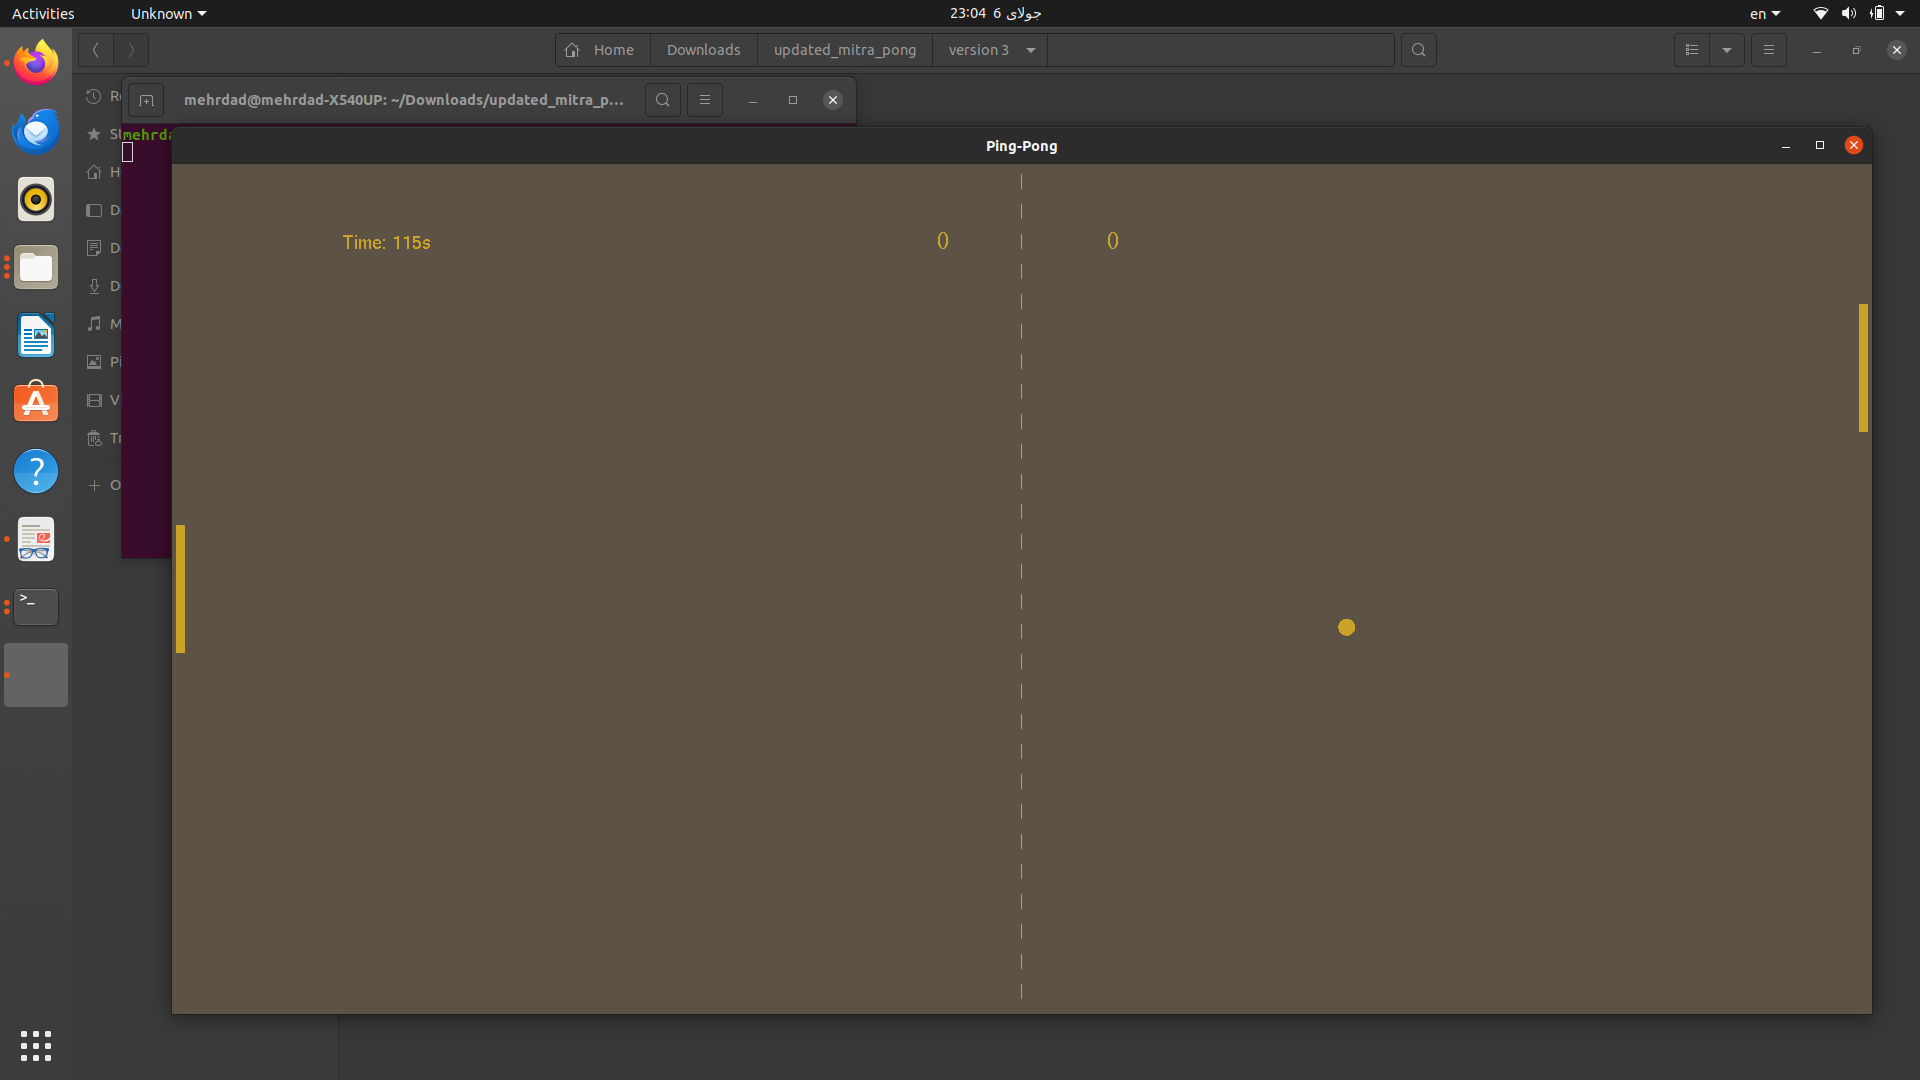 Activities
Unknown
23:04 جولای 6
en
Home
Downloads
updated_mitra_pong
version 3
mehrdad@mehrdad-X540UP: ~/Downloads/updated_mitra_p...
mehrda
Ping-Pong
Time: 115s
0
0